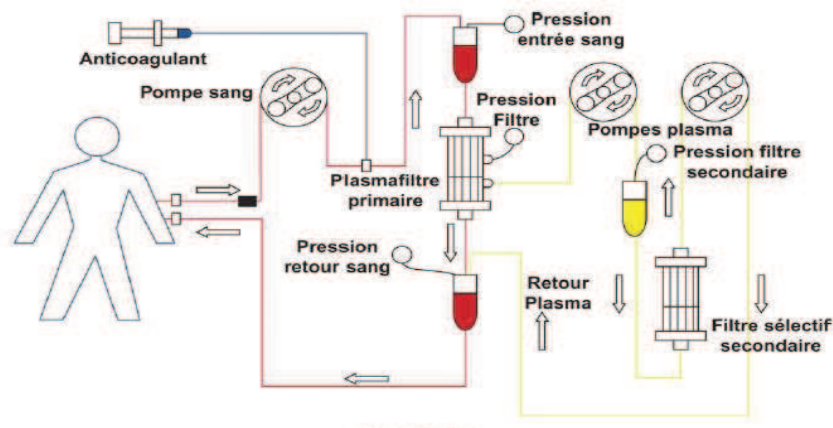 Anticoagulant
Pompe sang
Pression
entrée sang
Pression
Filtre
Plasmafiltre
primaire
Pompes plasma
Pression filtre
secondaire
Pression
retour sang
Retour
Plasma
Filtre sélectif
secondaire